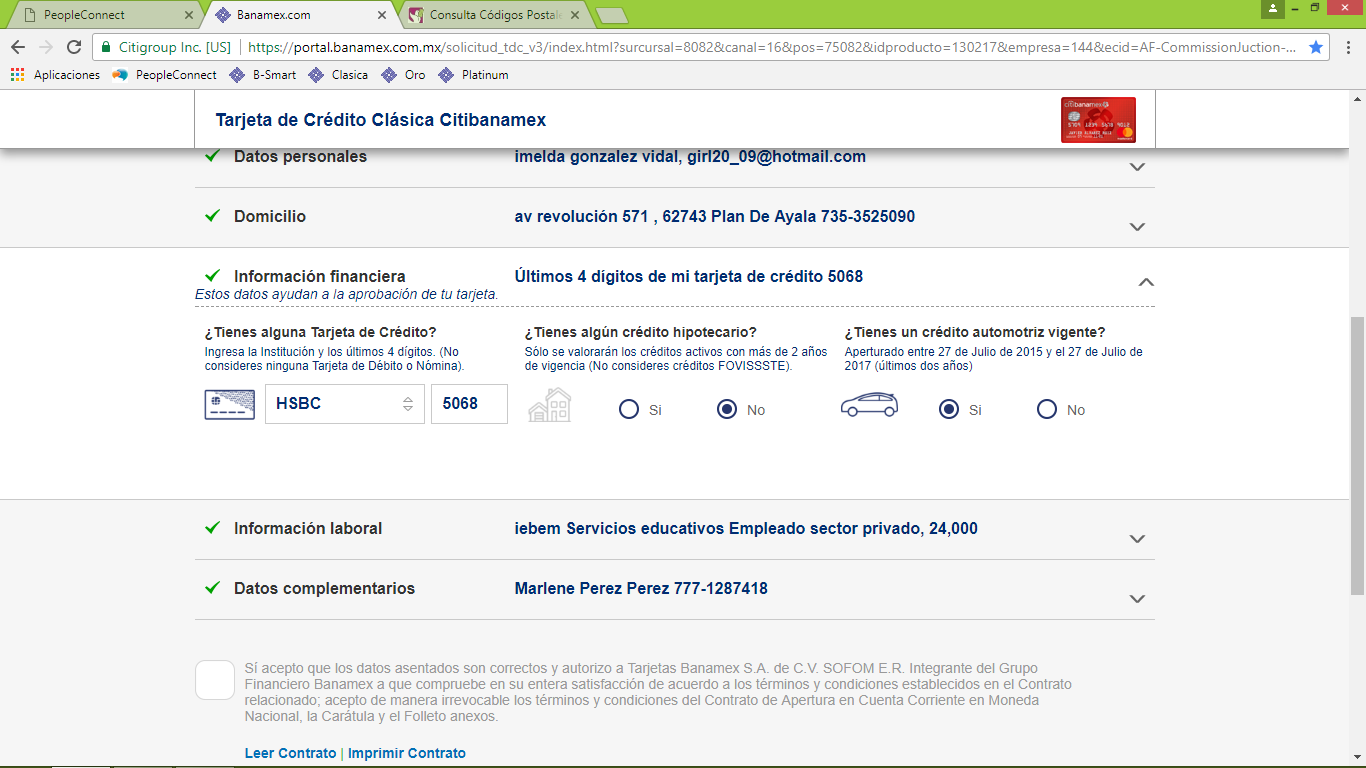 PeopleConnect
Banamex.com
Consulta Códigos Postale
Citigroup Inc. [US]
https://portal.banamex.com.mx/solicitud_tdc_v3/index.html?surcursal=8082&canal=16&pos=75082&idproducto=130217&empresa=144&ecid=AF-CommissionJuction-...
Aplicaciones PeopleConnect B-Smart Clasica Oro Platinum
Tarjeta de Crédito Clásica Citibanamex
citibanamex
Datos personales imelda gonzalez vidal, girl20_09@hotmail.com
Domicilio av revolución 571 , 62743 Plan De Ayala 735-3525090
Información financiera Últimos 4 dígitos de mi tarjeta de crédito 5068
Estos datos ayudan a la aprobación de tu tarjeta.
¿Tienes alguna Tarjeta de Crédito?
Ingresa la Institución y los últimos 4 dígitos. (No
consideres ninguna Tarjeta de Débito o Nómina).
HSBC 5068
¿Tienes algún crédito hipotecario?
Sólo se valorarán los créditos activos con más de 2 años
de vigencia (No consideres créditos FOVISSSTE).
Si No
¿Tienes un crédito automotriz vigente?
Aperturado entre 27 de Julio de 2015 y el 27 de Julio de
2017 (últimos dos años)
Si No
Información laboral iebem Servicios educativos Empleado sector privado, 24,000
Datos complementarios Marlene Perez Perez 777-1287418
Sí acepto que los datos asentados son correctos y autorizo a Tarjetas Banamex S.A. de C.V. SOFOM E.R. Integrante del Grupo
Financiero Banamex a que compruebe en su entera satisfacción de acuerdo a los términos y condiciones establecidos en el Contrato
relacionado; acepto de manera irrevocable los términos y condiciones del Contrato de Apertura en Cuenta Corriente en Moneda
Nacional, la Carátula y el Folleto anexos.
Leer Contrato | Imprimir Contrato